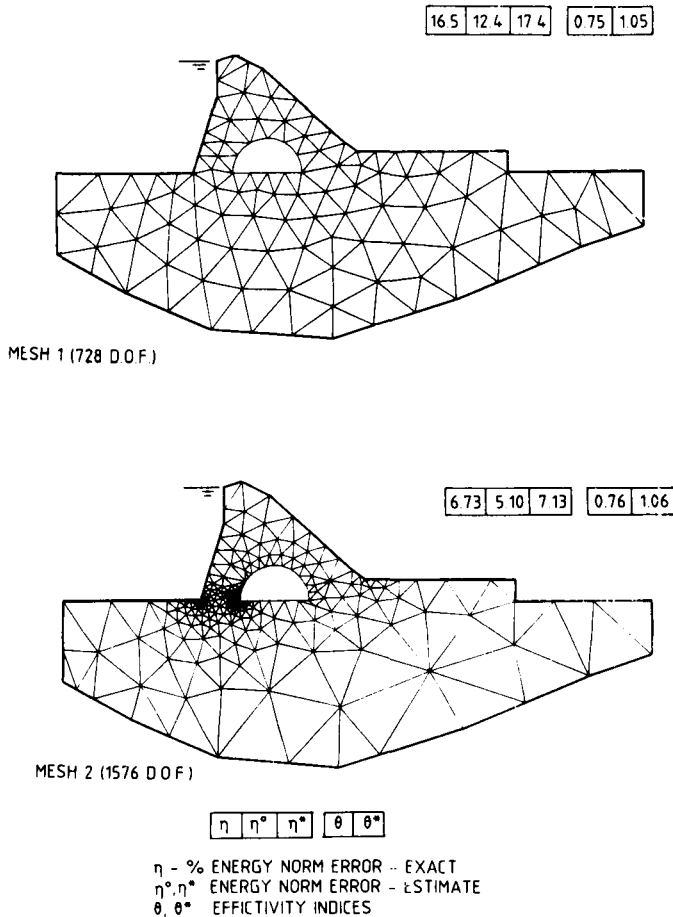 16.5 12.4 17.4 0.75 1.05
MESH 1 (728 D.O.F.)
6.73 5.10 7.13 0.76 1.06
MESH 2 (1576 D O F)
η η° η* θ θ*
η - % ENERGY NORM ERROR - EXACT
η°,η* ENERGY NORM ERROR - ESTIMATE
θ, θ* EFFICTIVITY INDICES